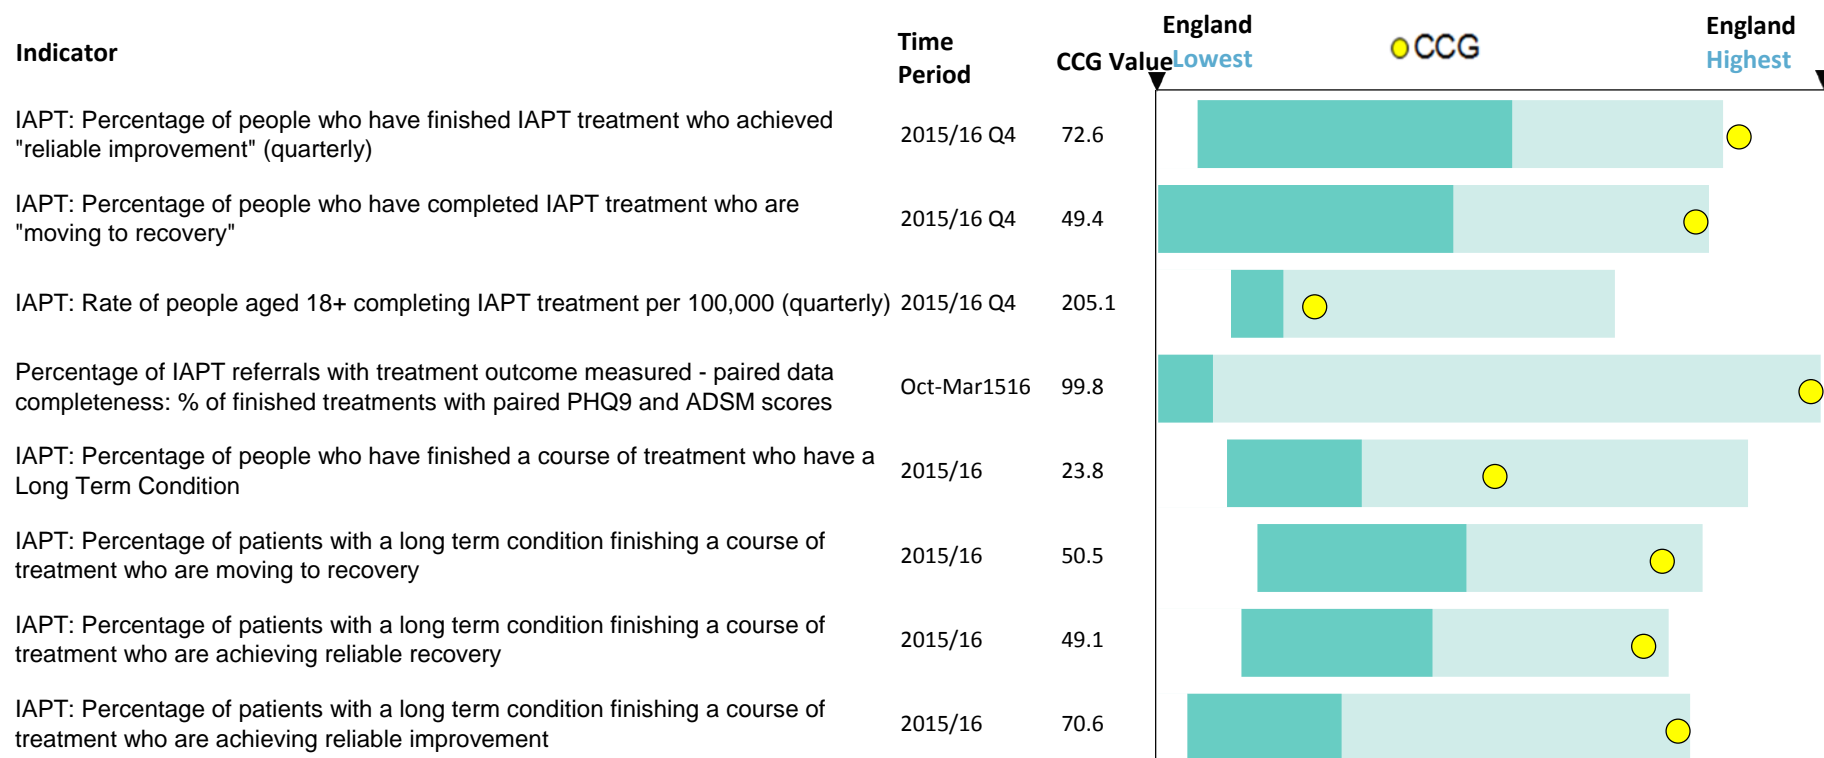 Indicator
Time
Period
CCG Value
England
Lowest
CCG
England
Highest
IAPT: Percentage of people who have finished IAPT treatment who achieved
"reliable improvement" (quarterly)
2015/16 Q4
72.6
IAPT: Percentage of people who have completed IAPT treatment who are
"moving to recovery"
2015/16 Q4
49.4
IAPT: Rate of people aged 18+ completing IAPT treatment per 100,000 (quarterly)
2015/16 Q4
205.1
Percentage of IAPT referrals with treatment outcome measured - paired data
completeness: % of finished treatments with paired PHQ9 and ADSM scores
Oct-Mar1516
99.8
IAPT: Percentage of people who have finished a course of treatment who have a
Long Term Condition
2015/16
23.8
IAPT: Percentage of patients with a long term condition finishing a course of
treatment who are moving to recovery
2015/16
50.5
IAPT: Percentage of patients with a long term condition finishing a course of
treatment who are achieving reliable recovery
2015/16
49.1
IAPT: Percentage of patients with a long term condition finishing a course of
treatment who are achieving reliable improvement
2015/16
70.6